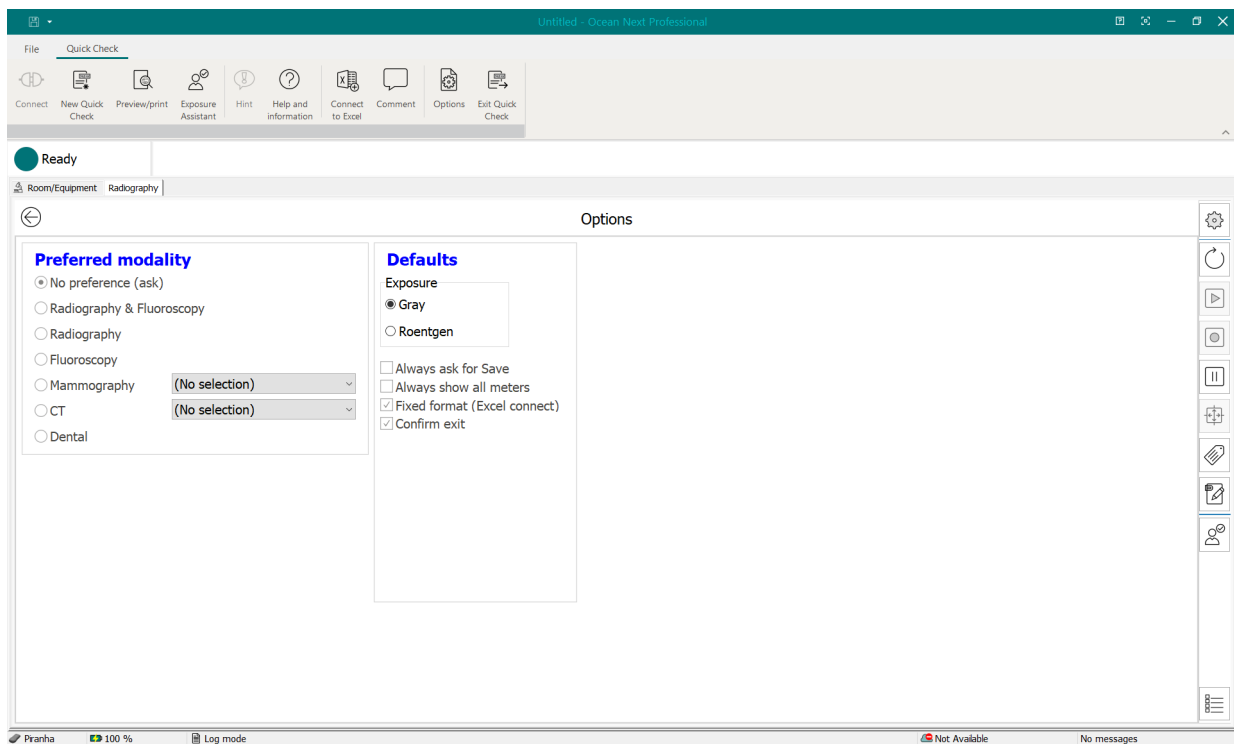 Untitled - Ocean Next Professional
File Quick Check
Connect New Quick Check Preview/print Exposure Assistant Hint Help and information Connect to Excel Comment Options Exit Quick Check
Ready
Room/Equipment Radiography
Options
Preferred modality
No preference (ask)
Radiography & Fluoroscopy
Radiography
Fluoroscopy
Mammography (No selection)
CT (No selection)
Dental
Defaults
Exposure
Gray
Roentgen
Always ask for Save
Always show all meters
Fixed format (Excel connect)
Confirm exit
Piranha 100 % Log mode Not Available No messages